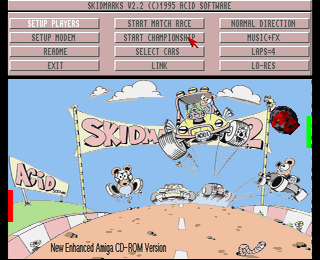 SKIDMARKS V2.2 (C)1995 ACID SOFTWARE
SETUP PLAYERS START MATCH RACE NORMAL DIRECTION
SETUP MODEM START CHAMPIONSHIP MUSIC+FX
README SELECT CARS LAPS=4
EXIT LINK LO-RES
SKIDMARKS 2
ACID
New Enhanced Amiga CD-ROM Version